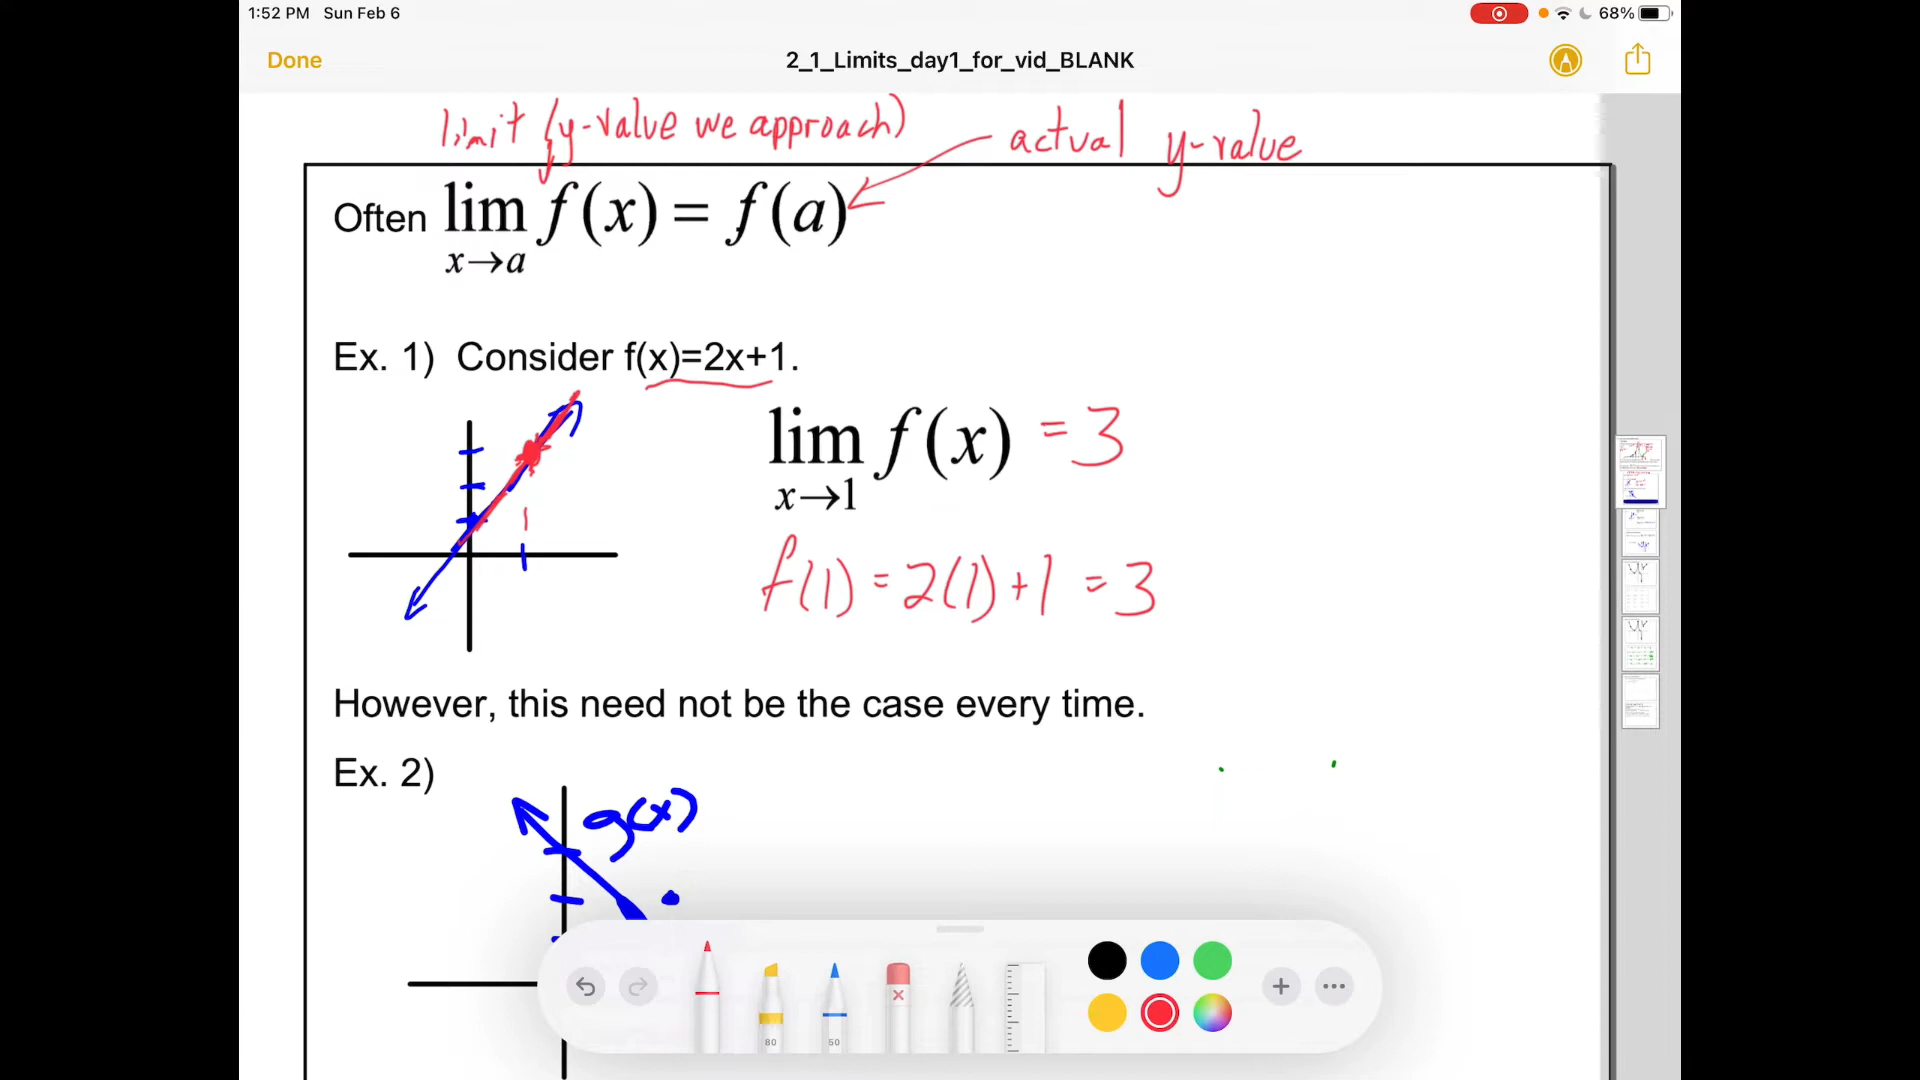 1:52 PM Sun Feb 6 68%
Done 2_1_Limits_day1_for_vid_BLANK
limit (y-value we approach) actual y-value
Often lim f(x) = f(a)
x→a
Ex. 1) Consider f(x)=2x+1.
lim f(x) = 3
x→1
1
f(1) = 2(1)+1 = 3
However, this need not be the case every time.
Ex. 2)
g(x)
80 50